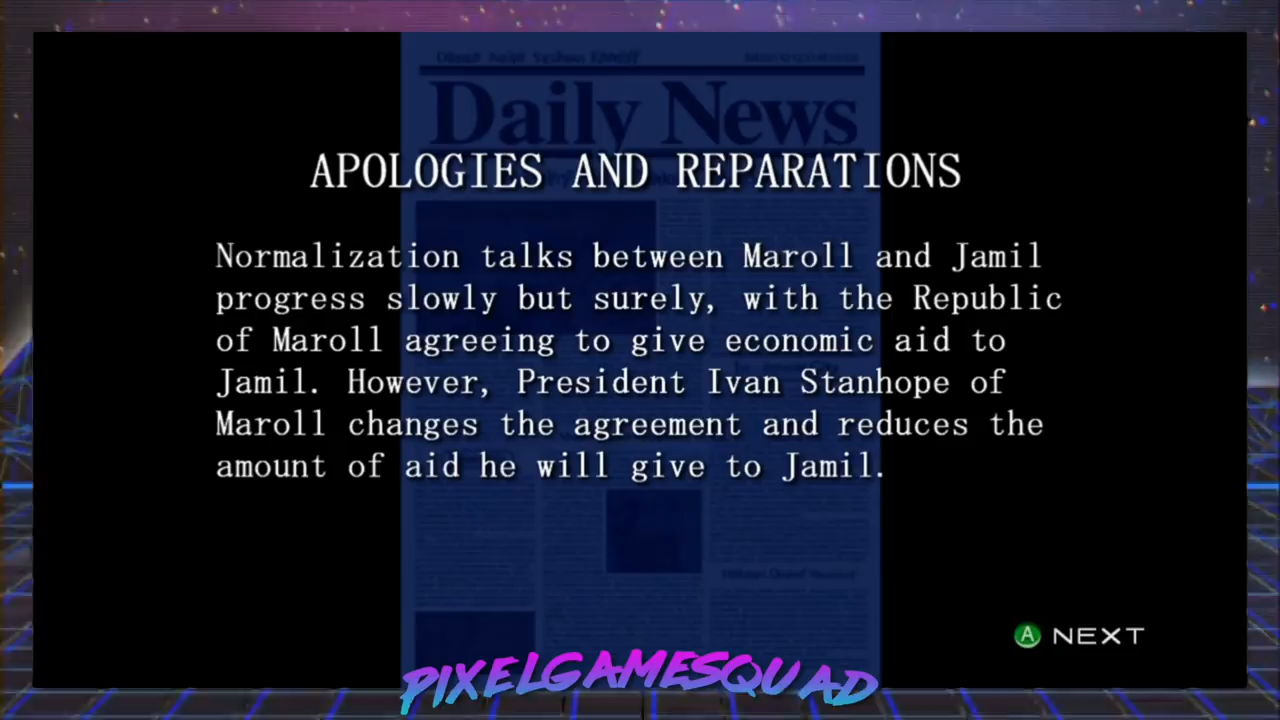 Daily News
APOLOGIES AND REPARATIONS
Normalization talks between Maroll and Jamil
progress slowly but surely, with the Republic
of Maroll agreeing to give economic aid to
Jamil. However, President Ivan Stanhope of
Maroll changes the agreement and reduces the
amount of aid he will give to Jamil.
A NEXT
PIXELGAMESQUAD